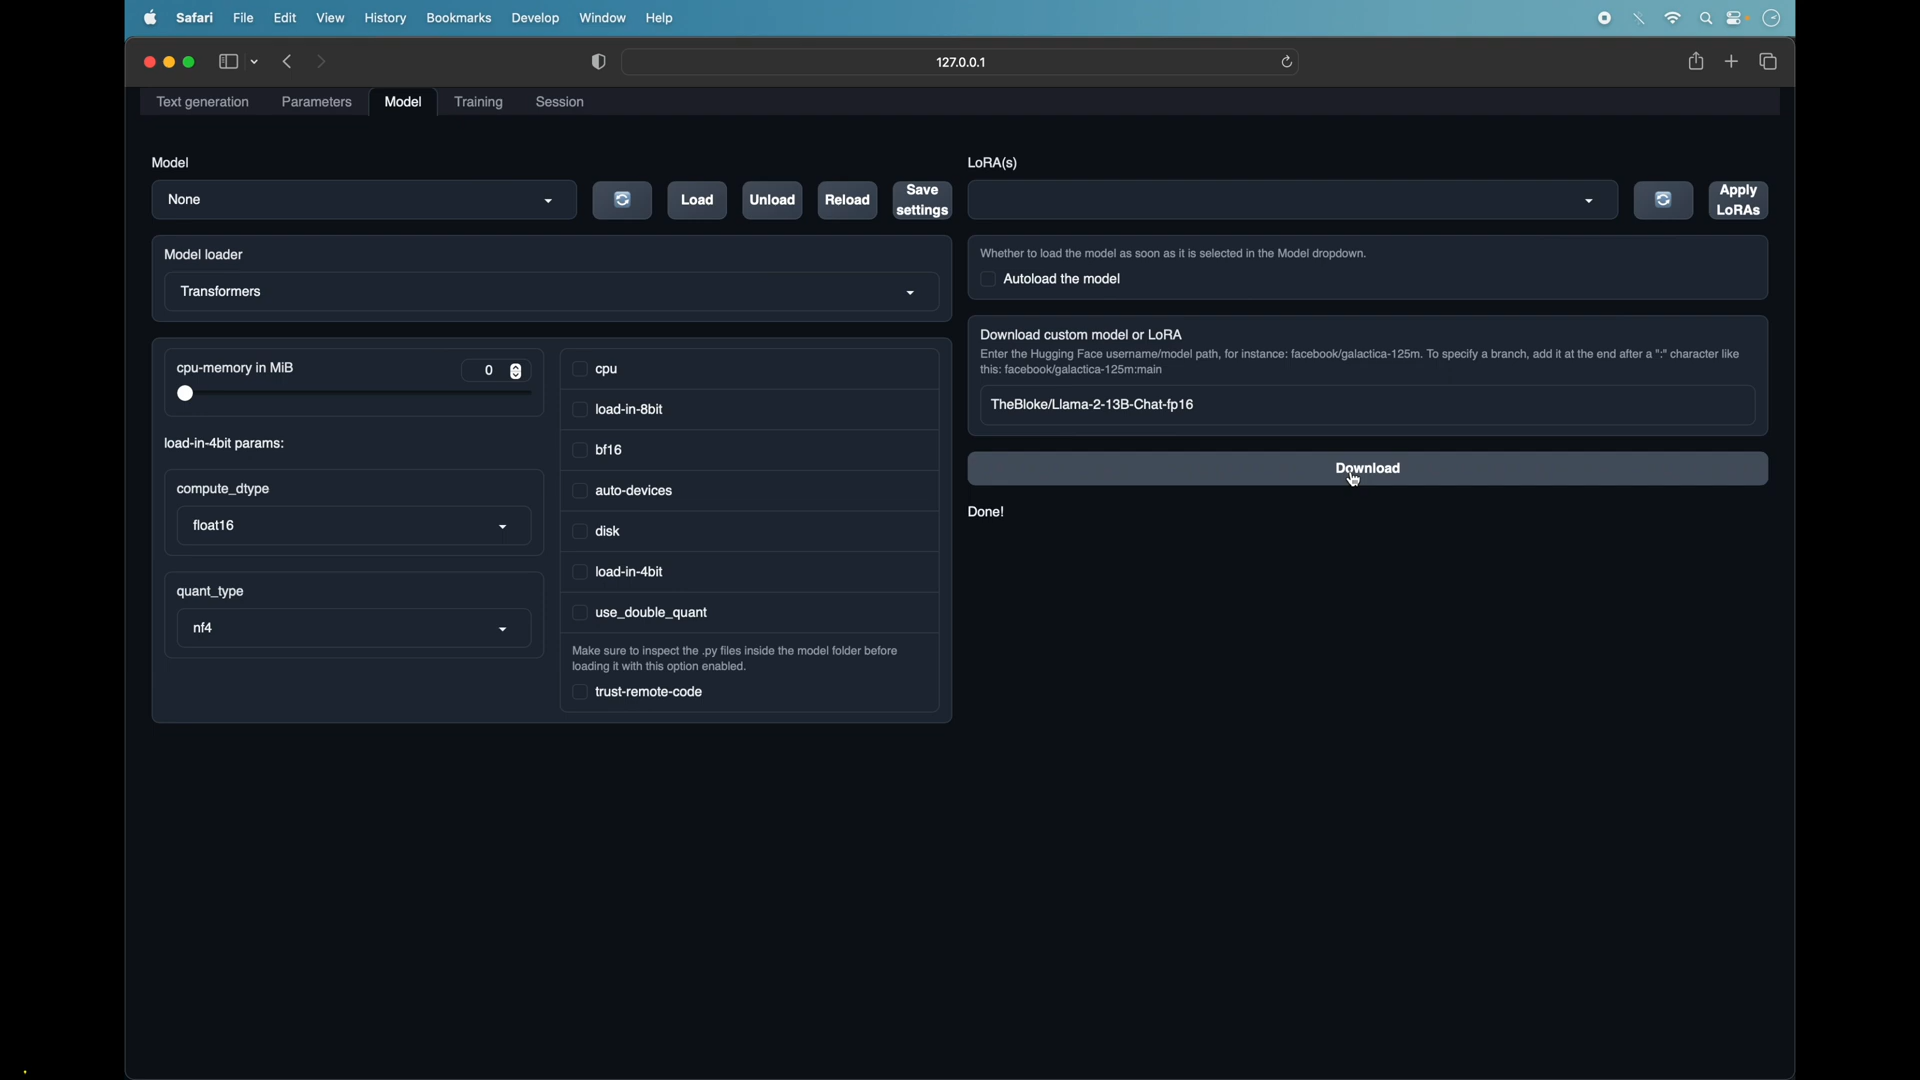 Safari File Edit View History Bookmarks Develop Window Help
127.0.0.1
Text generation Parameters Model Training Session
Model
None
Load
Unload
Reload
Save
settings
Model loader
Transformers
cpu-memory in MiB
0
load-in-4bit params:
compute_dtype
float16
quant_type
nf4
cpu
load-in-8bit
bf16
auto-devices
disk
load-in-4bit
use_double_quant
Make sure to inspect the .py files inside the model folder before
loading it with this option enabled.
trust-remote-code
LoRA(s)
Apply
LoRAs
Whether to load the model as soon as it is selected in the Model dropdown.
Autoload the model
Download custom model or LoRA
Enter the Hugging Face username/model path, for instance: facebook/galactica-125m. To specify a branch, add it at the end after a ":" character like
this: facebook/galactica-125m:main
TheBloke/Llama-2-13B-Chat-fp16
Download
Done!